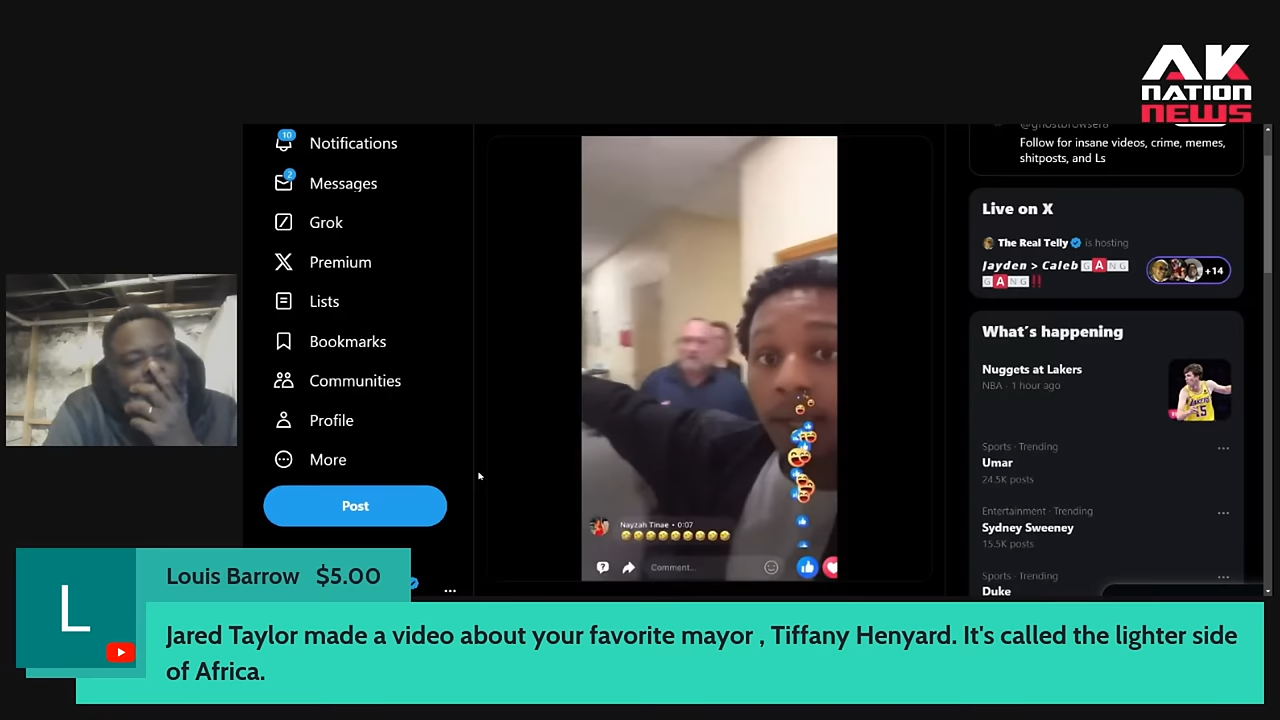 AK
NATION
NEWS
10
Notifications
2
Messages
Grok
Premium
Lists
Bookmarks
Communities
Profile
More
Post
Nayzah Tinae • 0:07
Comment...
@ghostbrowser8
Follow for insane videos, crime, memes,
shitposts, and Ls
Live on X
The Real Telly is hosting
Jayden > Caleb G A N G
G A N G
+14
What's happening
Nuggets at Lakers
NBA · 1 hour ago
Sports · Trending
Umar
24.5K posts
Entertainment · Trending
Sydney Sweeney
15.5K posts
Sports · Trending
Duke
L
Louis Barrow $5.00
Jared Taylor made a video about your favorite mayor , Tiffany Henyard. It's called the lighter side
of Africa.